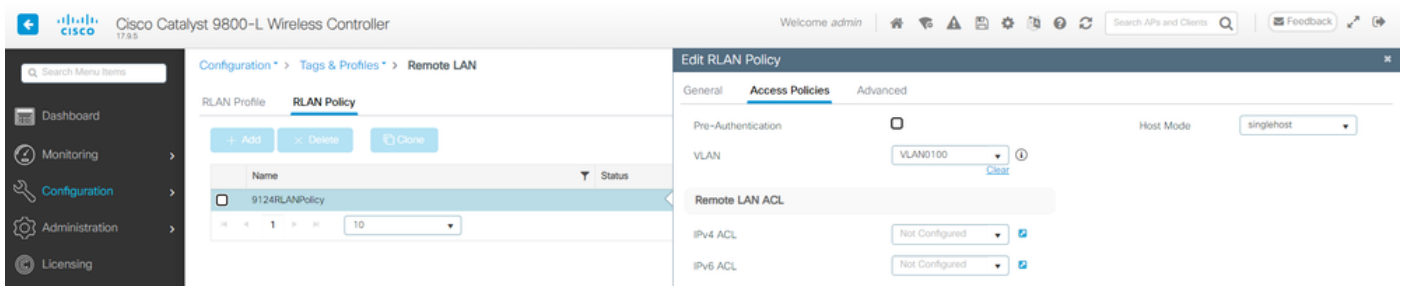 CISCO
Cisco Catalyst 9800-L Wireless Controller
17.9.5
Welcome admin
Search APs and Clients
Feedback
Search Menu Items
Dashboard
Monitoring
Configuration
Administration
Licensing
Configuration > Tags & Profiles > Remote LAN
RLAN Profile RLAN Policy
+ Add × Delete Clone
Name Status
9124RLANPolicy
1 10
Edit RLAN Policy
General Access Policies Advanced
Pre-Authentication
Host Mode singlehost
VLAN VLAN0100
Clear
Remote LAN ACL
IPv4 ACL Not Configured
IPv6 ACL Not Configured